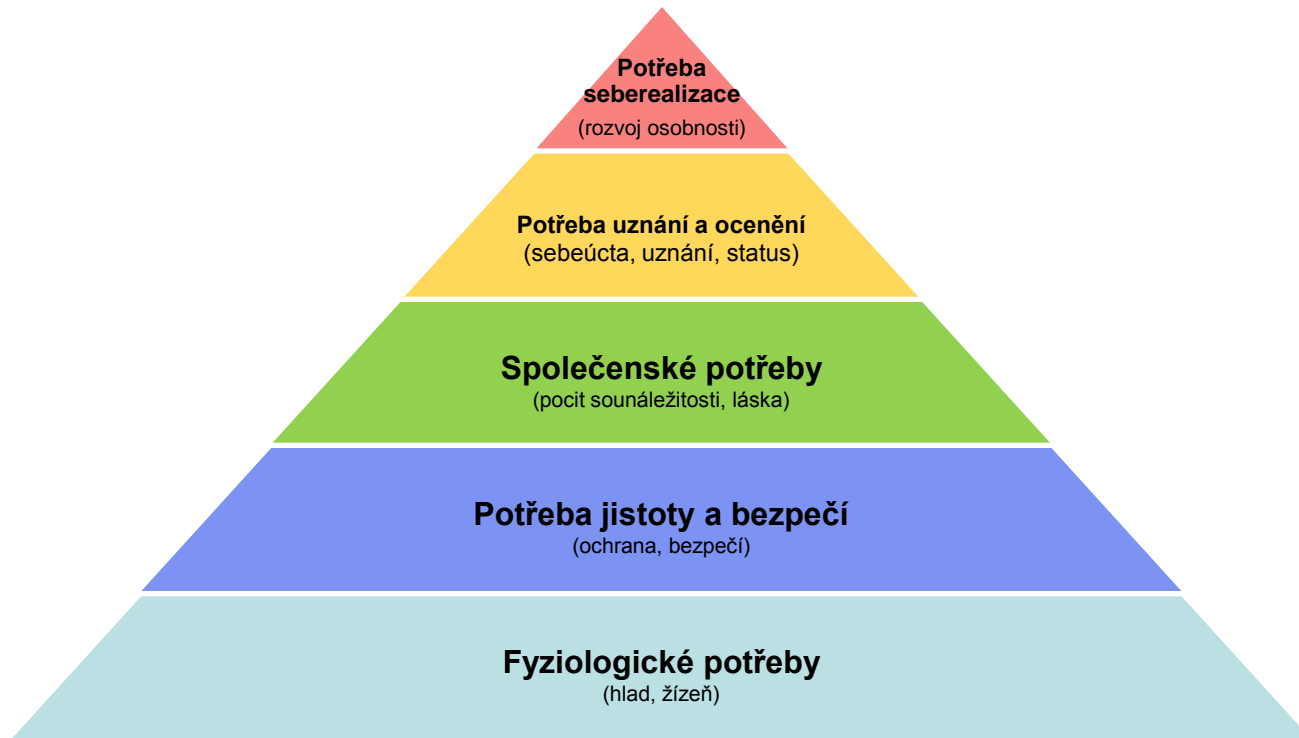 Potřeba
seberealizace
(rozvoj osobnosti)
Potřeba uznání a ocenění
(sebeúcta, uznání, status)
Společenské potřeby
(pocit sounáležitosti, láska)
Potřeba jistoty a bezpečí
(ochrana, bezpečí)
Fyziologické potřeby
(hlad, žízeň)